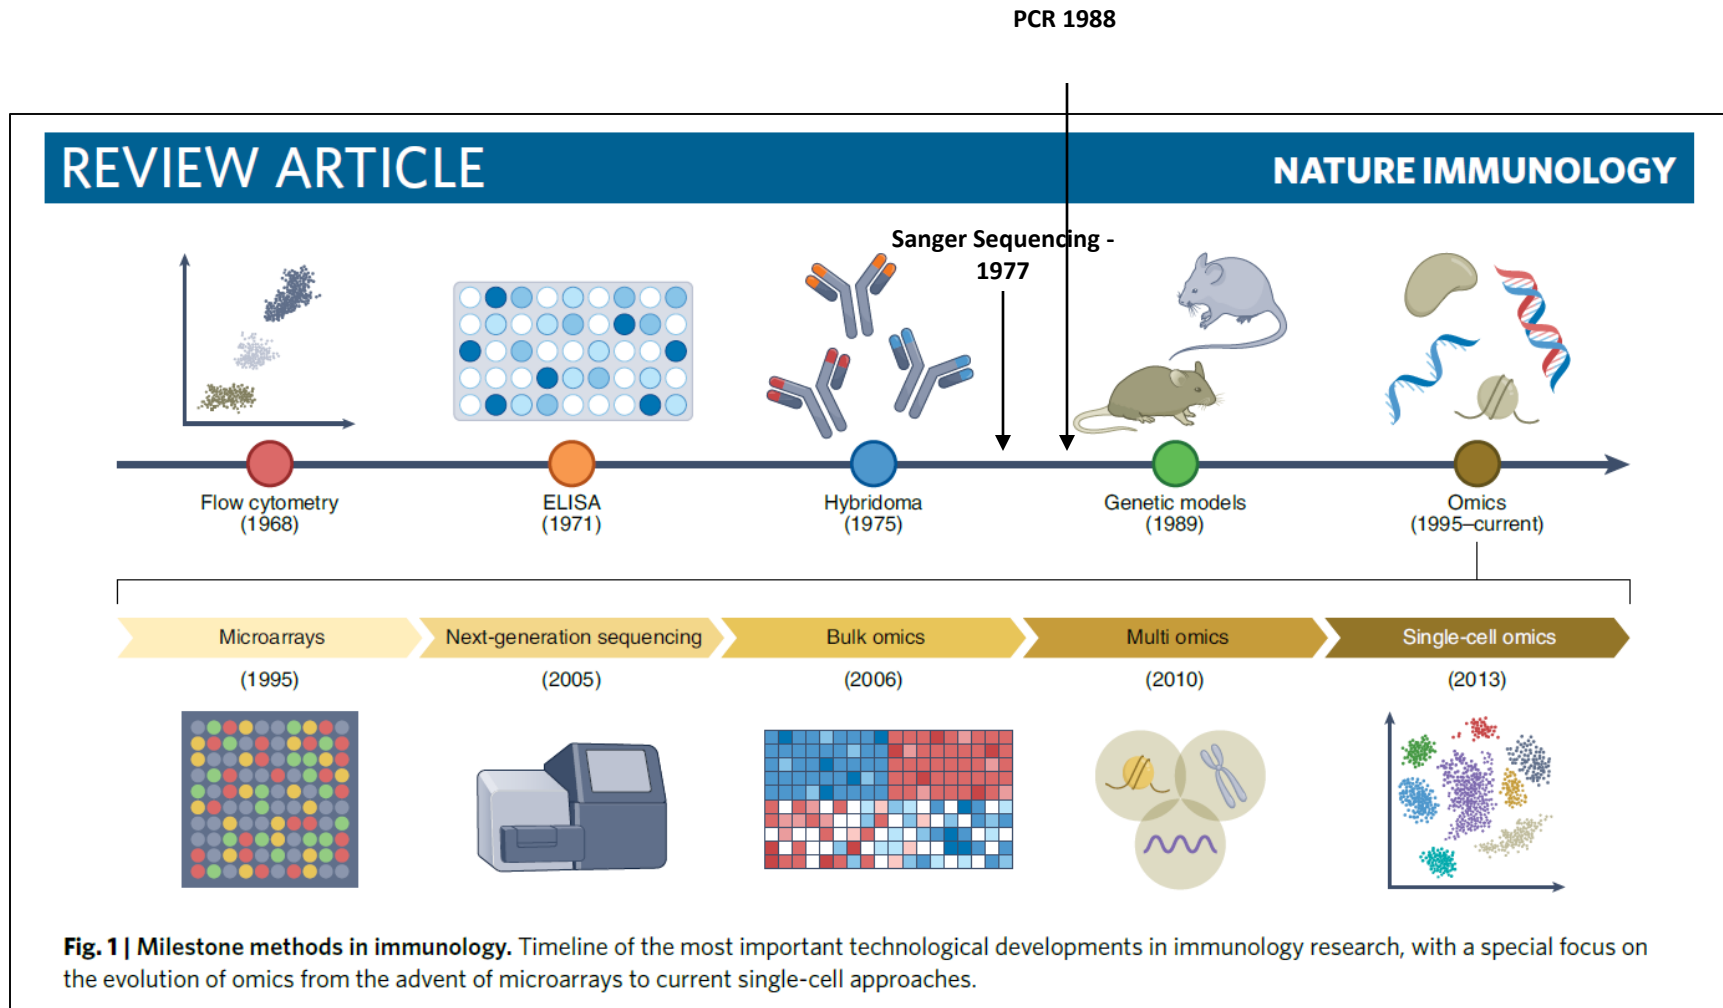 PCR 1988
REVIEW ARTICLE
NATURE IMMUNOLOGY
Sanger Sequencing -
1977
Flow cytometry
(1968)
ELISA
(1971)
Hybridoma
(1975)
Genetic models
(1989)
Omics
(1995–current)
Microarrays
(1995)
Next-generation sequencing
(2005)
Bulk omics
(2006)
Multi omics
(2010)
Single-cell omics
(2013)
Fig. 1 | Milestone methods in immunology. Timeline of the most important technological developments in immunology research, with a special focus on
the evolution of omics from the advent of microarrays to current single-cell approaches.